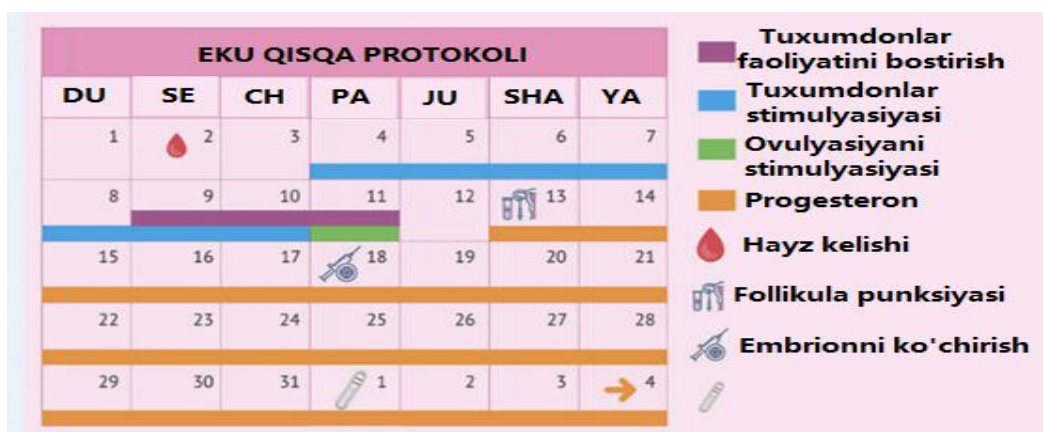 EKU QISQA PROTOKOLI
DU SE CH PA JU SHA YA
1 2 3 4 5 6 7
8 9 10 11 12 13 14
15 16 17 18 19 20 21
22 23 24 25 26 27 28
29 30 31 1 2 3 4
Tuxumdonlar
faoliyatini bostirish
Tuxumdonlar
stimulyasiyasi
Ovulyasiyani
stimulyasiyasi
Progesteron
Hayz kelishi
Follikula punksiyasi
Embrionni ko'chirish